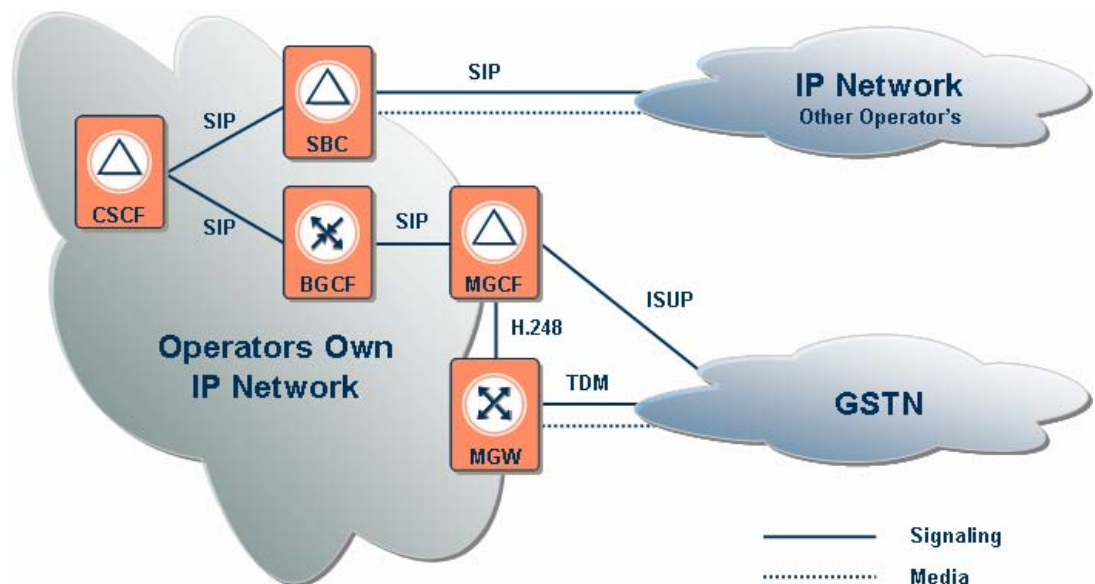 SIP
IP Network
Other Operator's
SBC
SIP
CSCF
SIP
SIP
BGCF
MGCF
ISUP
H.248
Operators Own
IP Network
TDM
GSTN
MGW
Signaling
Media